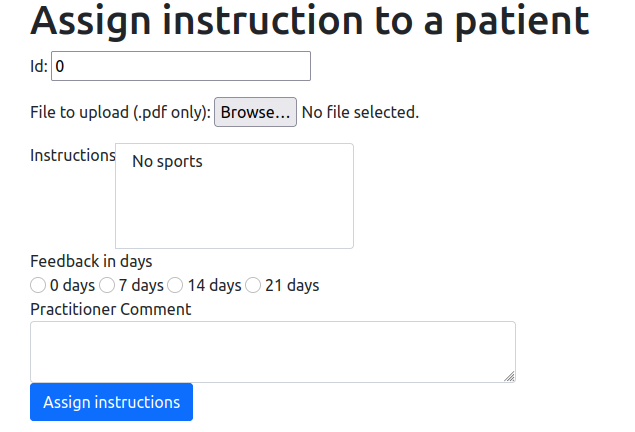 Assign instruction to a patient
Id: 0
File to upload (.pdf only): Browse... No file selected.
Instructions No sports
Feedback in days
0 days 7 days 14 days 21 days
Practitioner Comment
Assign instructions